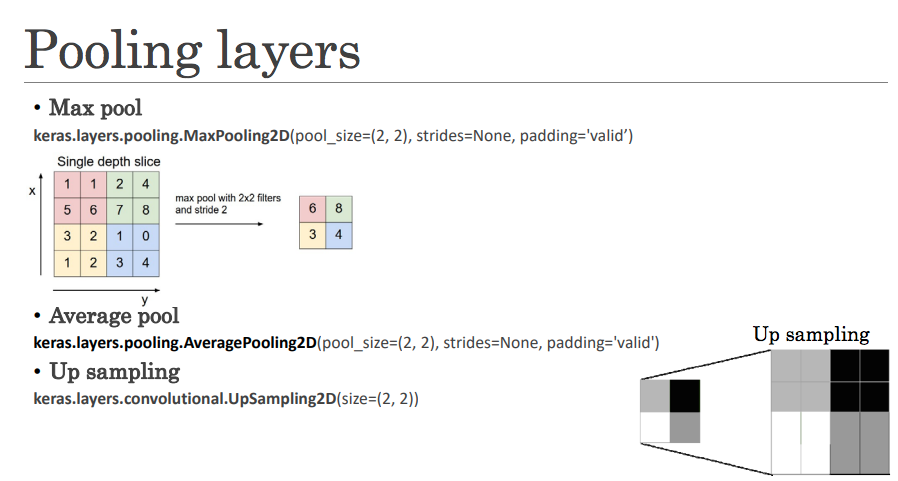 Pooling layers
• Max pool
keras.layers.pooling.MaxPooling2D(pool_size=(2, 2), strides=None, padding='valid’)
Single depth slice
x
1 1 2 4
5 6 7 8
3 2 1 0
1 2 3 4
y
max pool with 2x2 filters
and stride 2
6 8
3 4
• Average pool
keras.layers.pooling.AveragePooling2D(pool_size=(2, 2), strides=None, padding='valid')
• Up sampling
keras.layers.convolutional.UpSampling2D(size=(2, 2))
Up sampling